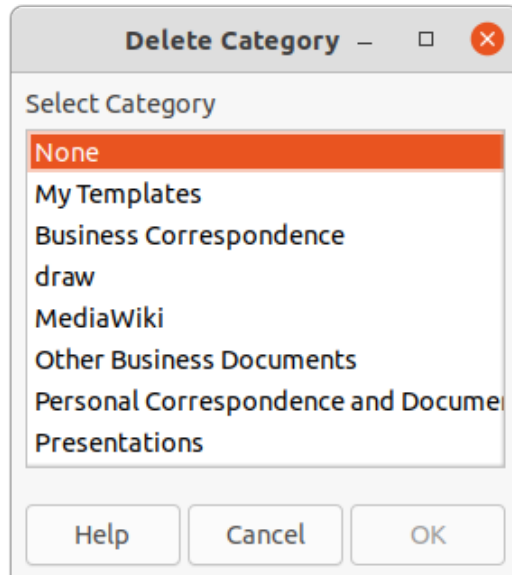 Delete Category
Select Category
None
My Templates
Business Correspondence
draw
MediaWiki
Other Business Documents
Personal Correspondence and Docume
Presentations
Help Cancel OK